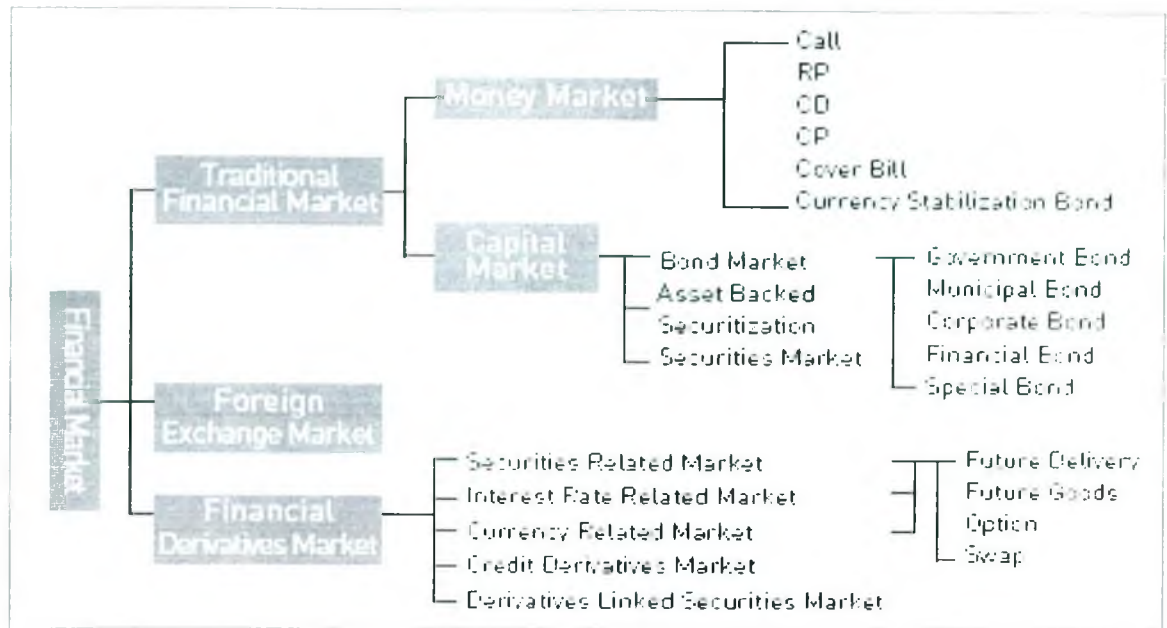 Financial Market
Traditional
Financial Market
Money Market
Call
RP
CD
CP
Cover Bill
Currency Stabilization Bond
Capital
Market
Bond Market
Asset Backed
Securitization
Securities Market
Government Bond
Municipal Bond
Corporate Bond
Financial Bond
Special Bond
Foreign
Exchange Market
Financial
Derivatives Market
Securities Related Market
Interest Rate Related Market
Currency Related Market
Credit Derivatives Market
Derivatives Linked Securities Market
Future Delivery
Future Goods
Option
Swap